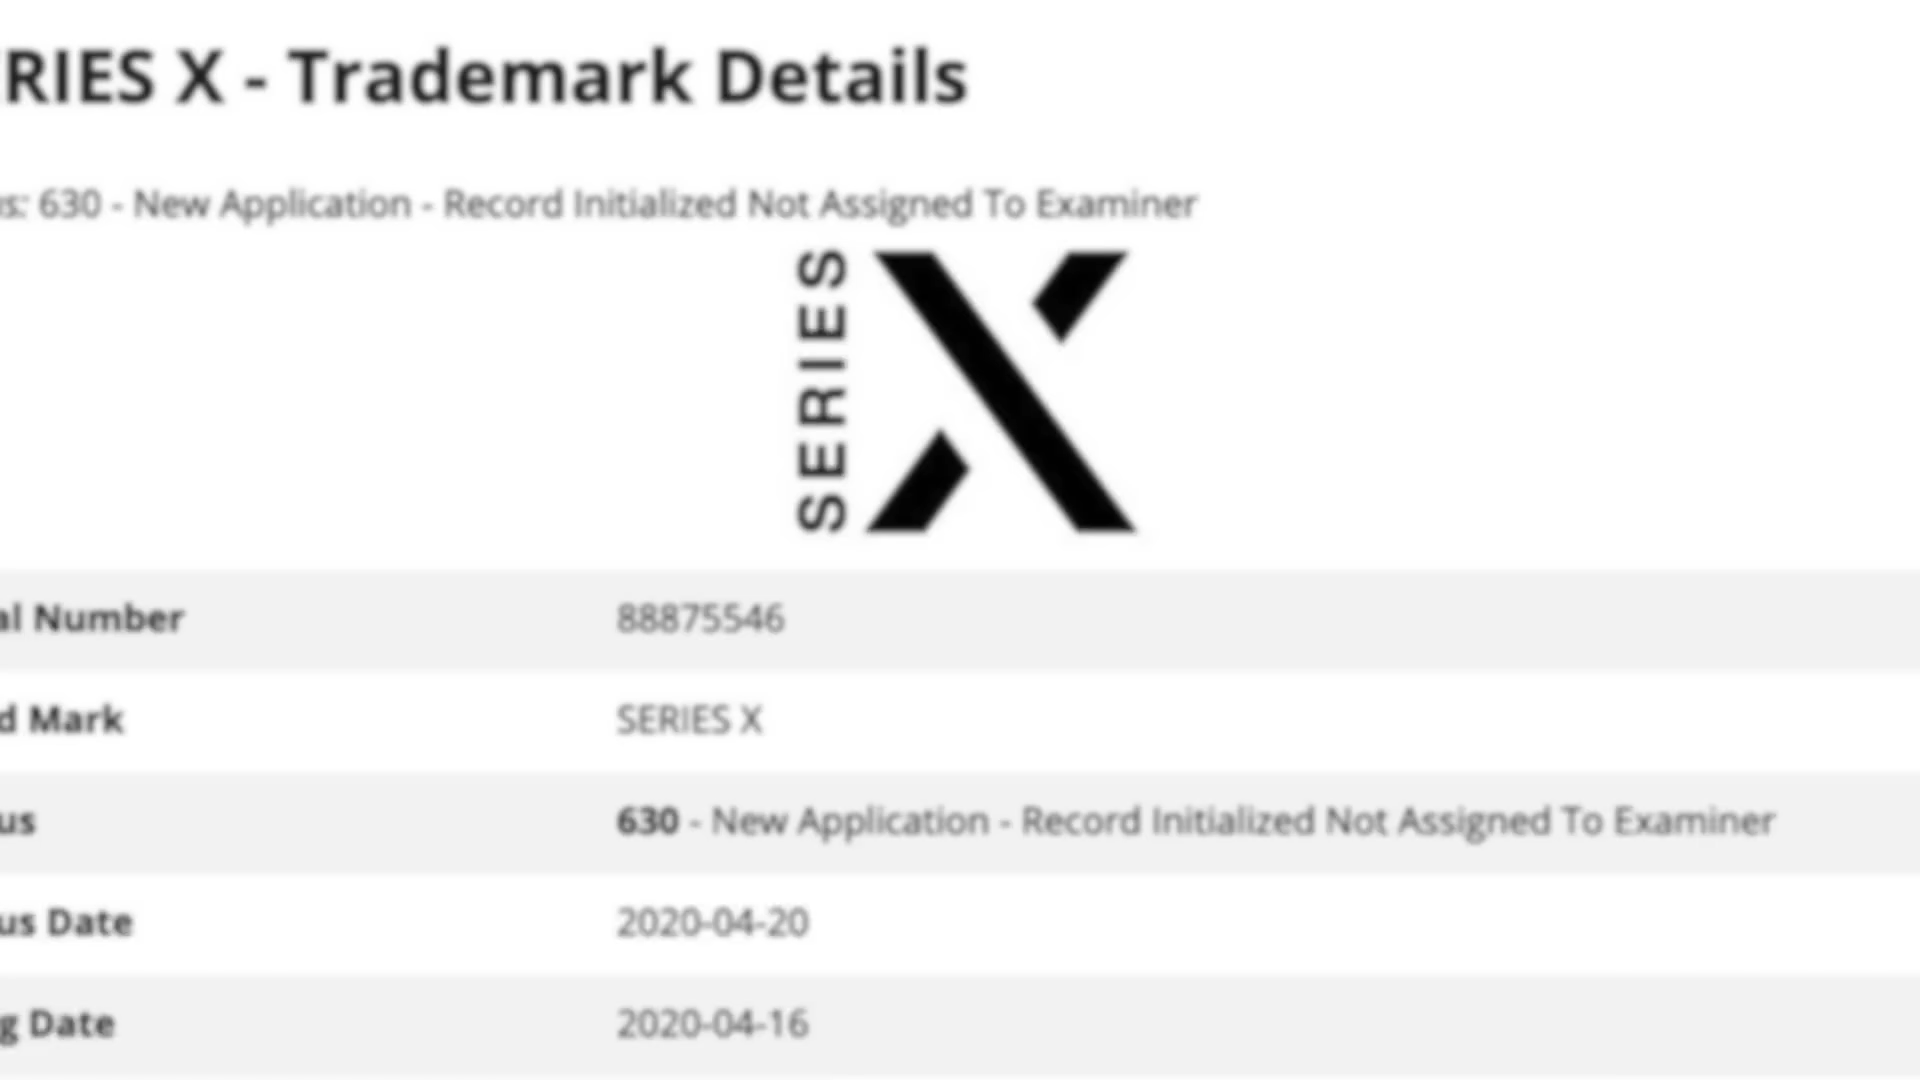 RIES X - Trademark Details
us: 630 - New Application - Record Initialized Not Assigned To Examiner
SERIES X
al Number 88875546
d Mark SERIES X
us 630 - New Application - Record Initialized Not Assigned To Examiner
us Date 2020-04-20
g Date 2020-04-16